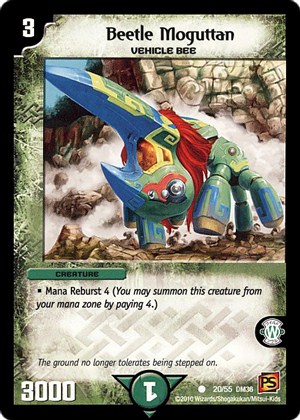 3
Beetle Moguttan
VEHICLE BEE
CREATURE
▪ Mana Reburst 4 (You may summon this creature from
your mana zone by paying 4.)
The ground no longer tolerates being stepped on.
3000
1
20/55 DM36
PS
©2010 Wizards/Shogakukan/Mitsui-Kids